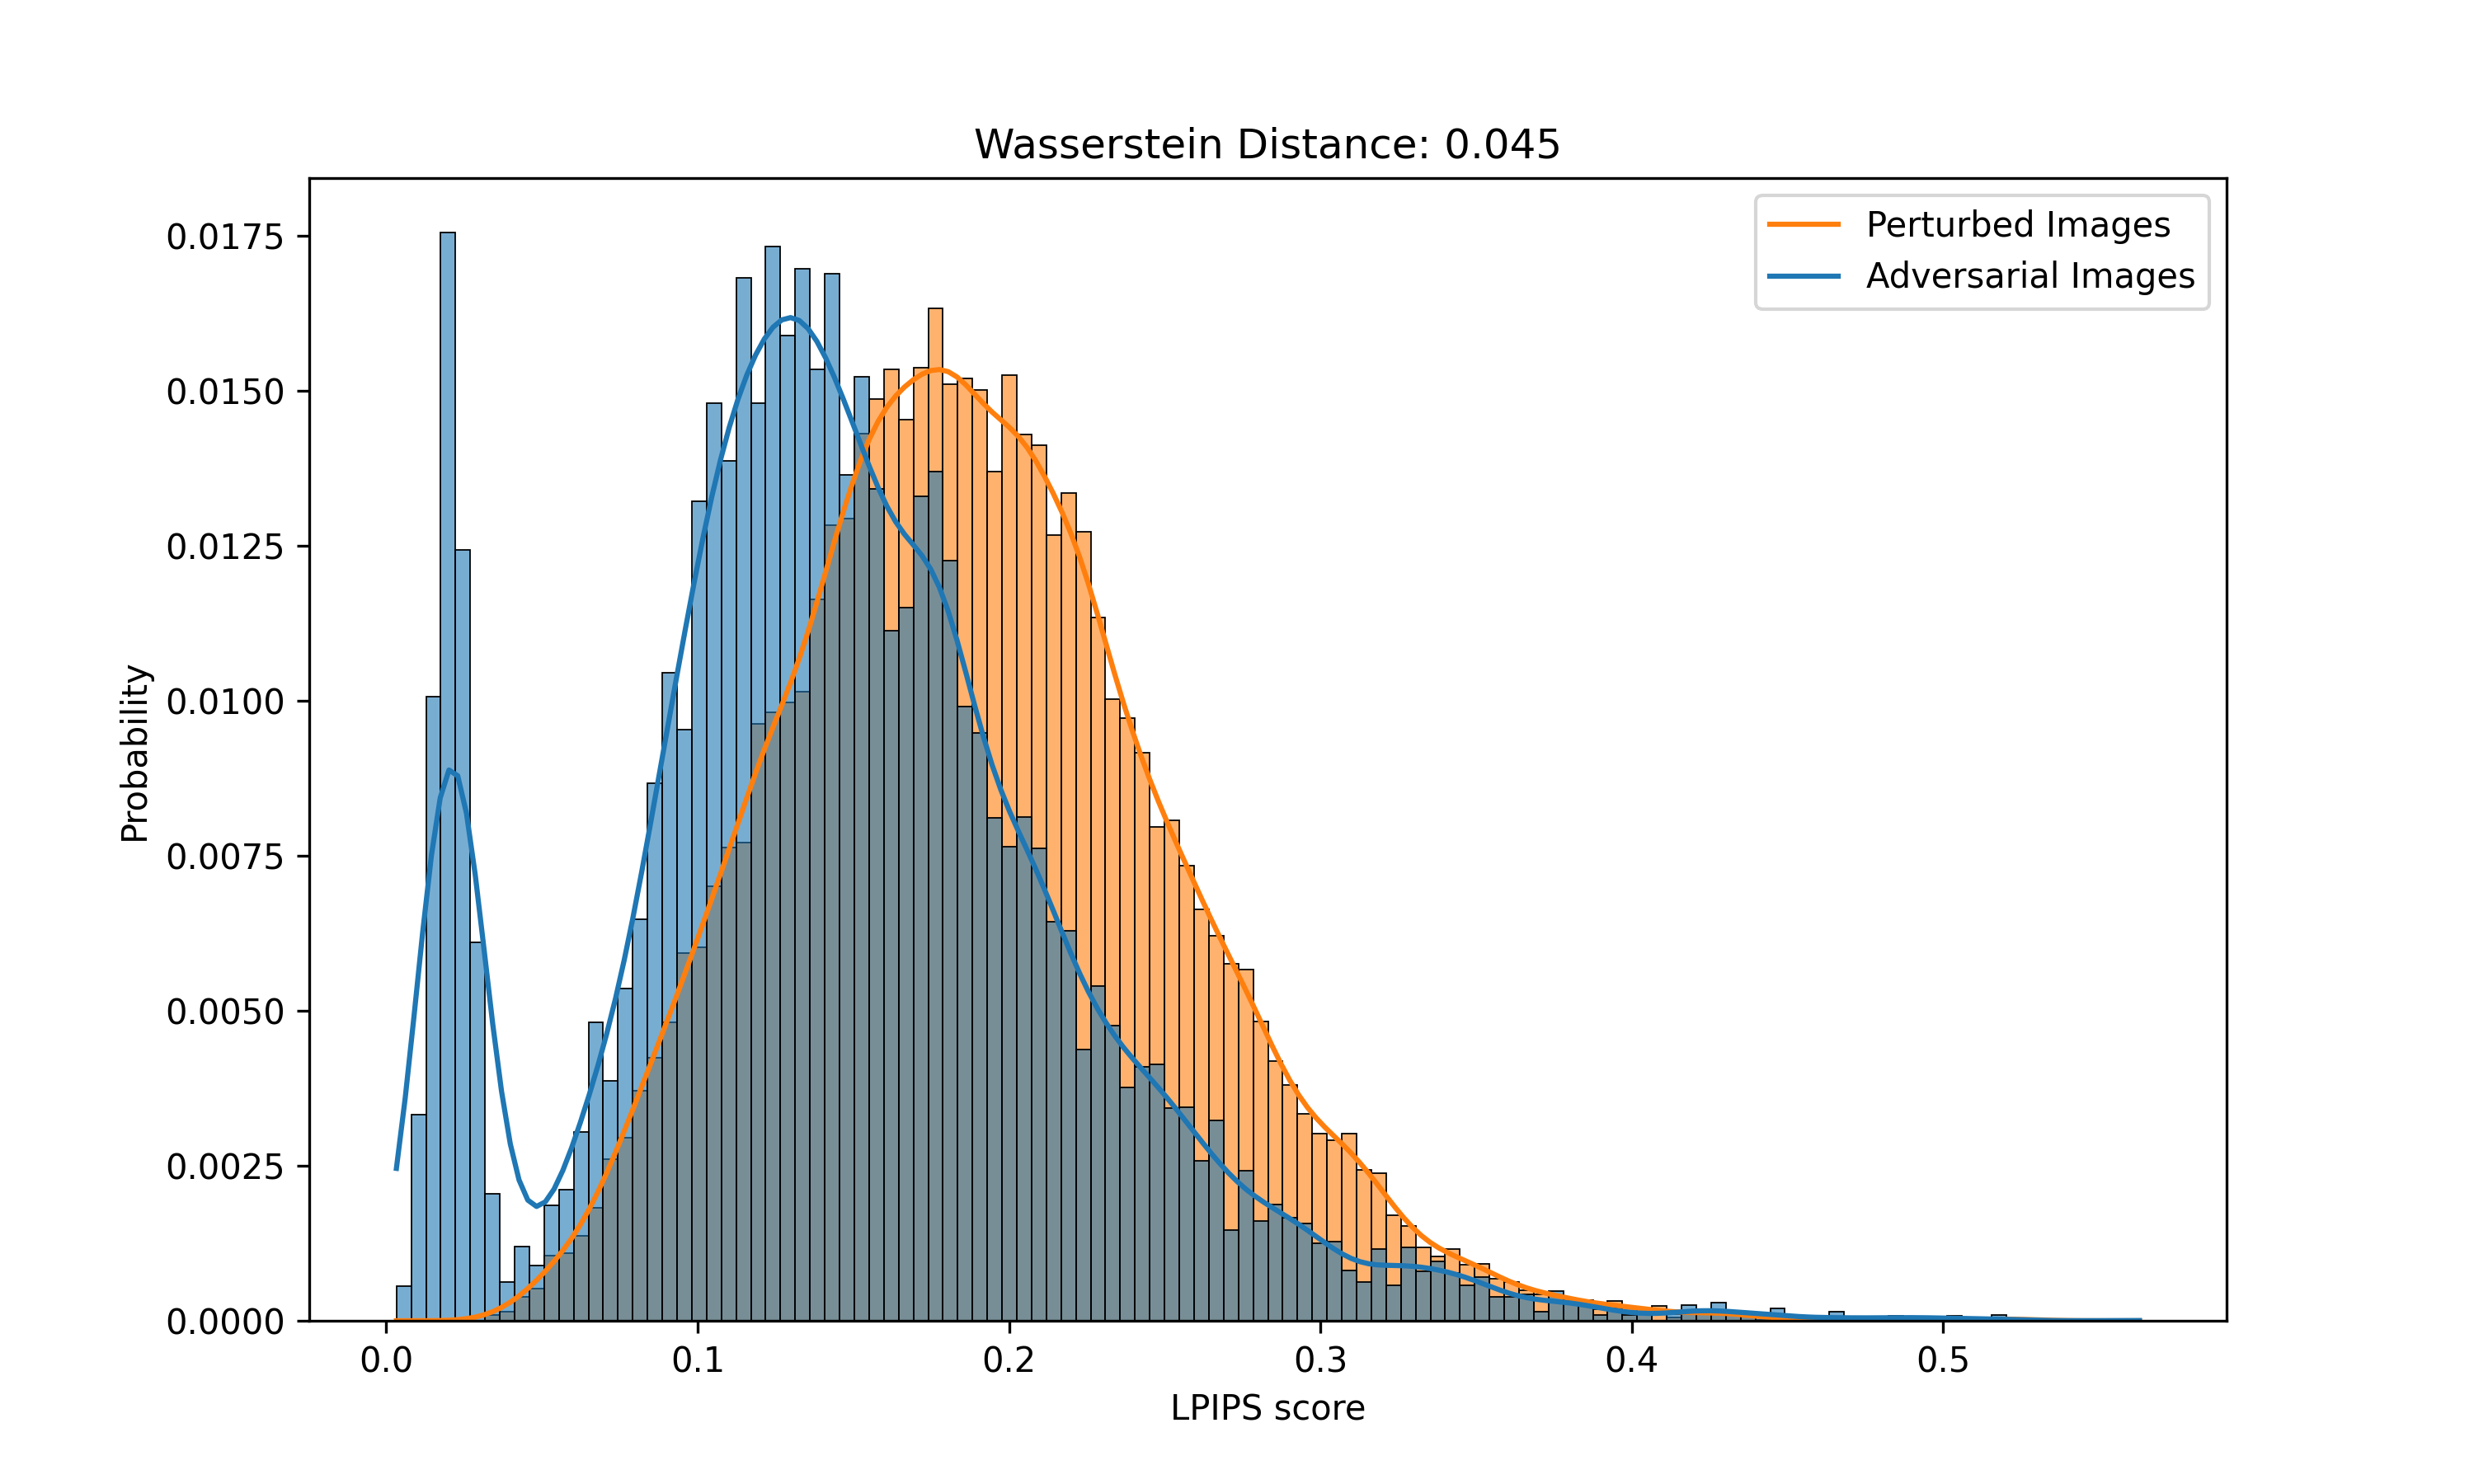 Wasserstein Distance: 0.045
Perturbed Images
Adversarial Images
Probability
0.0175
0.0150
0.0125
0.0100
0.0075
0.0050
0.0025
0.0000
0.0 0.1 0.2 0.3 0.4 0.5
LPIPS score